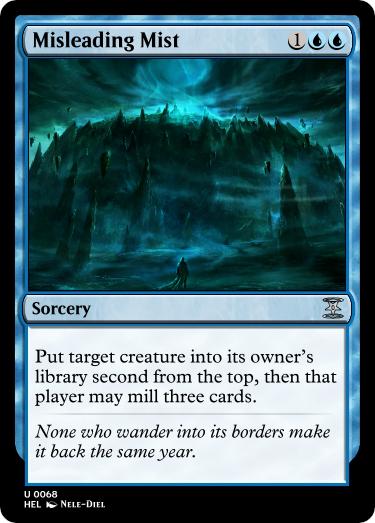 Misleading Mist 1
Sorcery
Put target creature into its owner's
library second from the top, then that
player may mill three cards.
None who wander into its borders make
it back the same year.
U 0068
HEL Nele-Diel